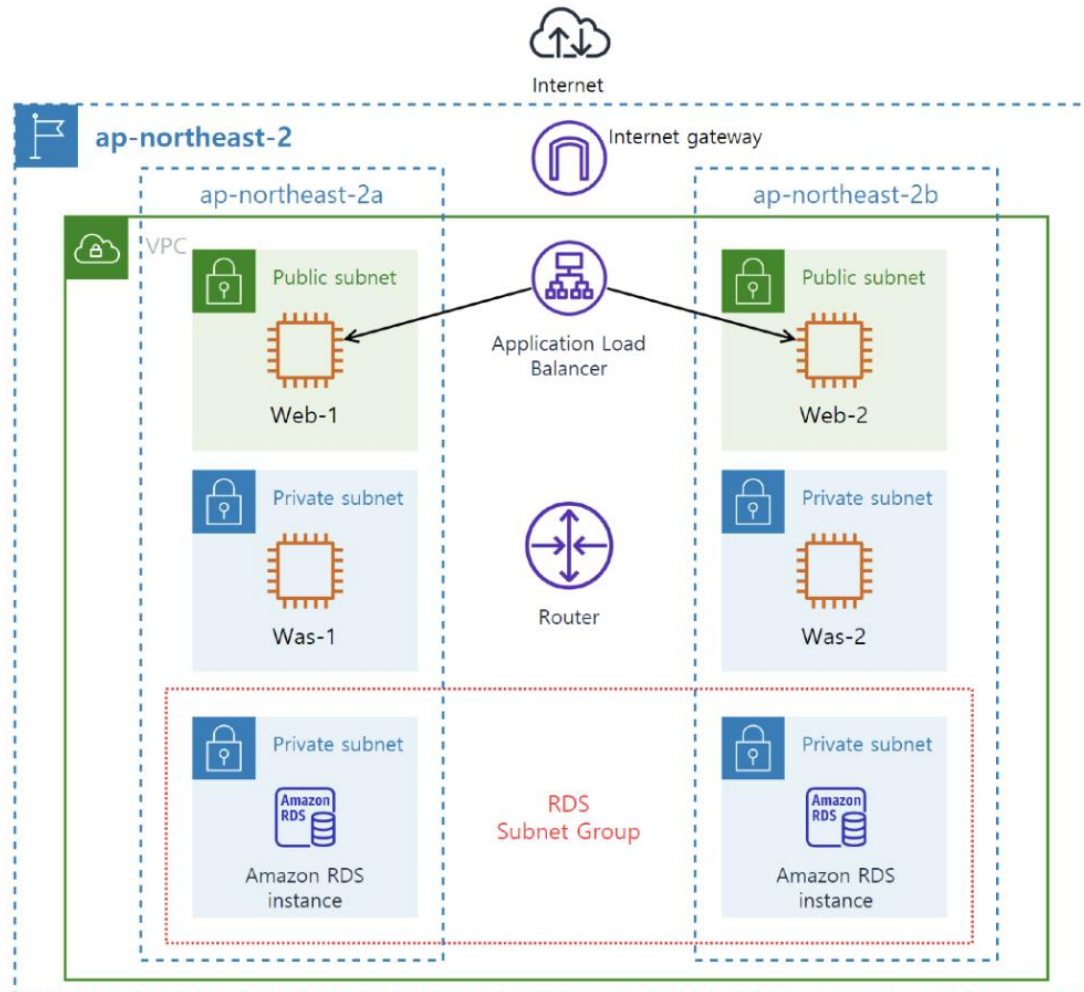 Internet
Internet gateway
ap-northeast-2
ap-northeast-2a
ap-northeast-2b
VPC
Public subnet
Web-1
Application Load
Balancer
Public subnet
Web-2
Private subnet
Was-1
Router
Private subnet
Was-2
Private subnet
Amazon
RDS
Amazon RDS
instance
RDS
Subnet Group
Private subnet
Amazon
RDS
Amazon RDS
instance